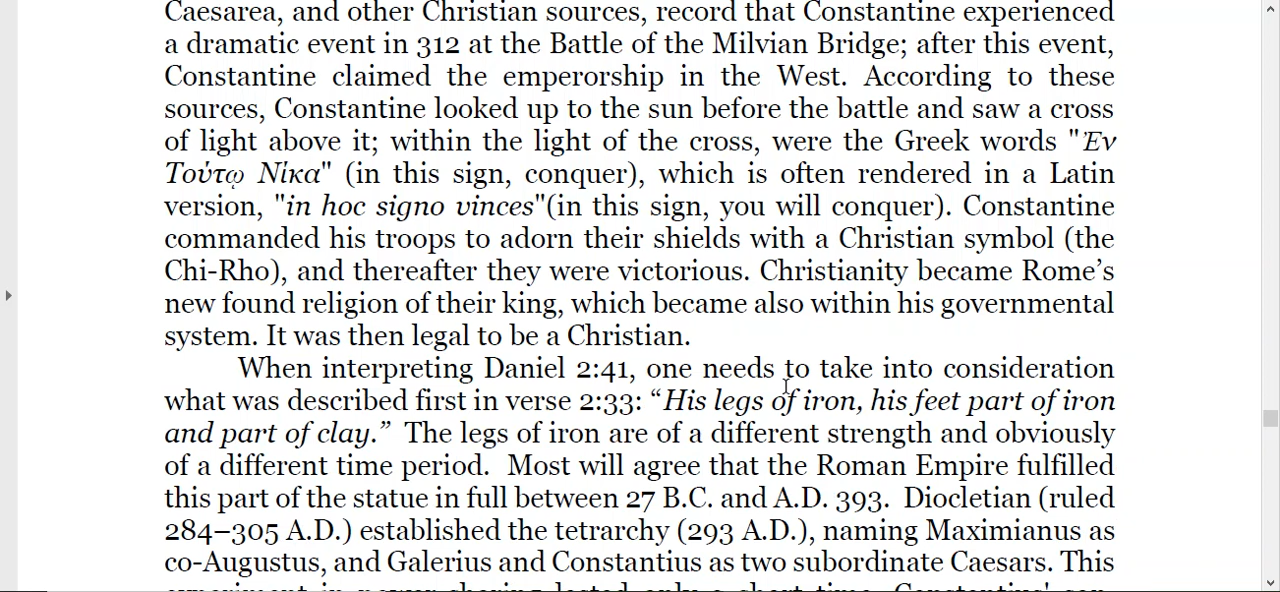 Caesarea, and other Christian sources, record that Constantine experienced
a dramatic event in 312 at the Battle of the Milvian Bridge; after this event,
Constantine claimed the emperorship in the West. According to these
sources, Constantine looked up to the sun before the battle and saw a cross
of light above it; within the light of the cross, were the Greek words "Ἐν
Τούτῳ Νίκα" (in this sign, conquer), which is often rendered in a Latin
version, "in hoc signo vinces"(in this sign, you will conquer). Constantine
commanded his troops to adorn their shields with a Christian symbol (the
Chi-Rho), and thereafter they were victorious. Christianity became Rome's
new found religion of their king, which became also within his governmental
system. It was then legal to be a Christian.
When interpreting Daniel 2:41, one needs to take into consideration
what was described first in verse 2:33: “His legs of iron, his feet part of iron
and part of clay.” The legs of iron are of a different strength and obviously
of a different time period. Most will agree that the Roman Empire fulfilled
this part of the statue in full between 27 B.C. and A.D. 393. Diocletian (ruled
284–305 A.D.) established the tetrarchy (293 A.D.), naming Maximianus as
co-Augustus, and Galerius and Constantius as two subordinate Caesars. This
experiment in power sharing lasted only a short time. Constantius' son,